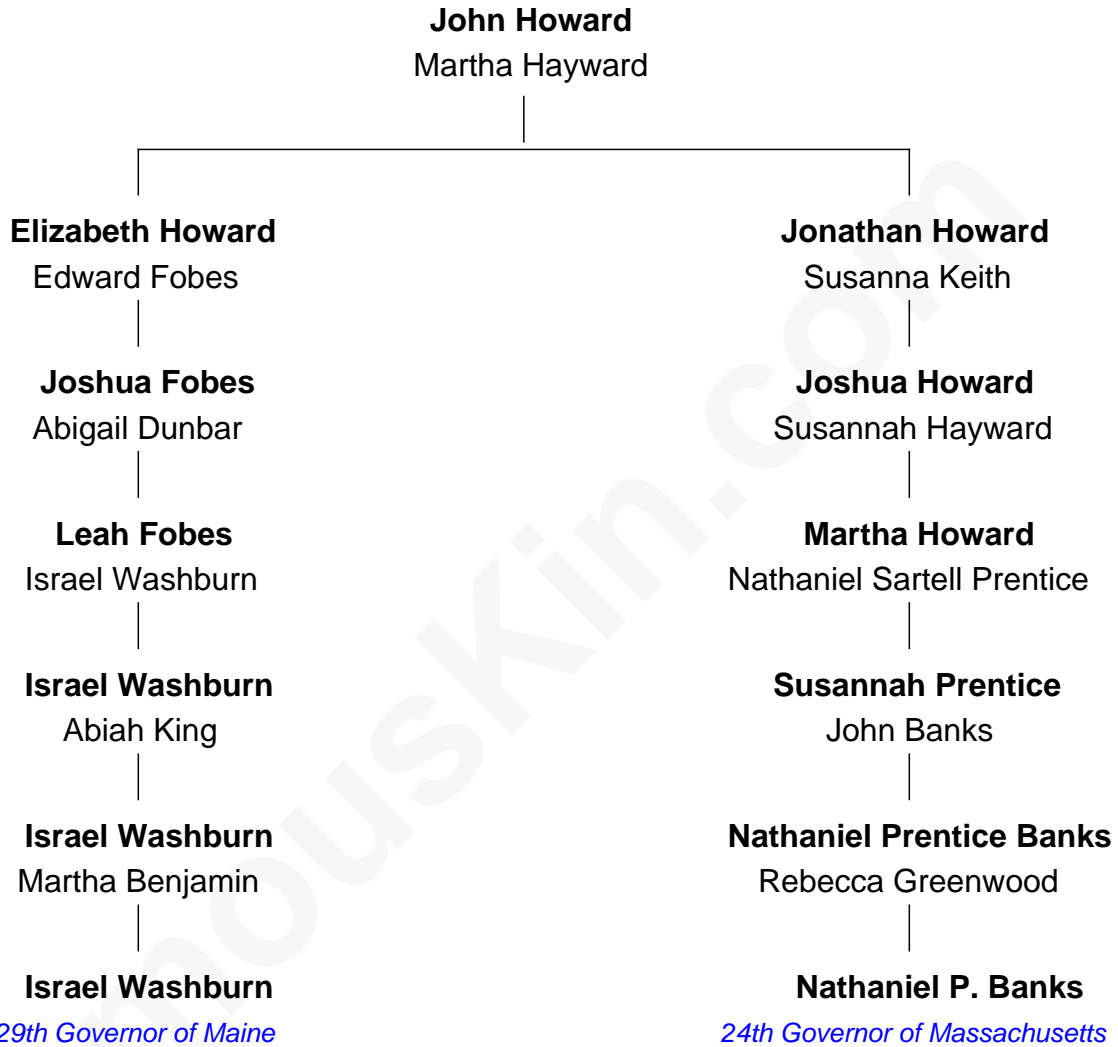 John Howard
Martha Hayward
Elizabeth Howard
Edward Fobes
Joshua Fobes
Abigail Dunbar
Leah Fobes
Israel Washburn
Israel Washburn
Abiah King
Israel Washburn
Martha Benjamin
Israel Washburn
29th Governor of Maine
Jonathan Howard
Susanna Keith
Joshua Howard
Susannah Hayward
Martha Howard
Nathaniel Sartell Prentice
Susannah Prentice
John Banks
Nathaniel Prentice Banks
Rebecca Greenwood
Nathaniel P. Banks
24th Governor of Massachusetts
mouskin.com